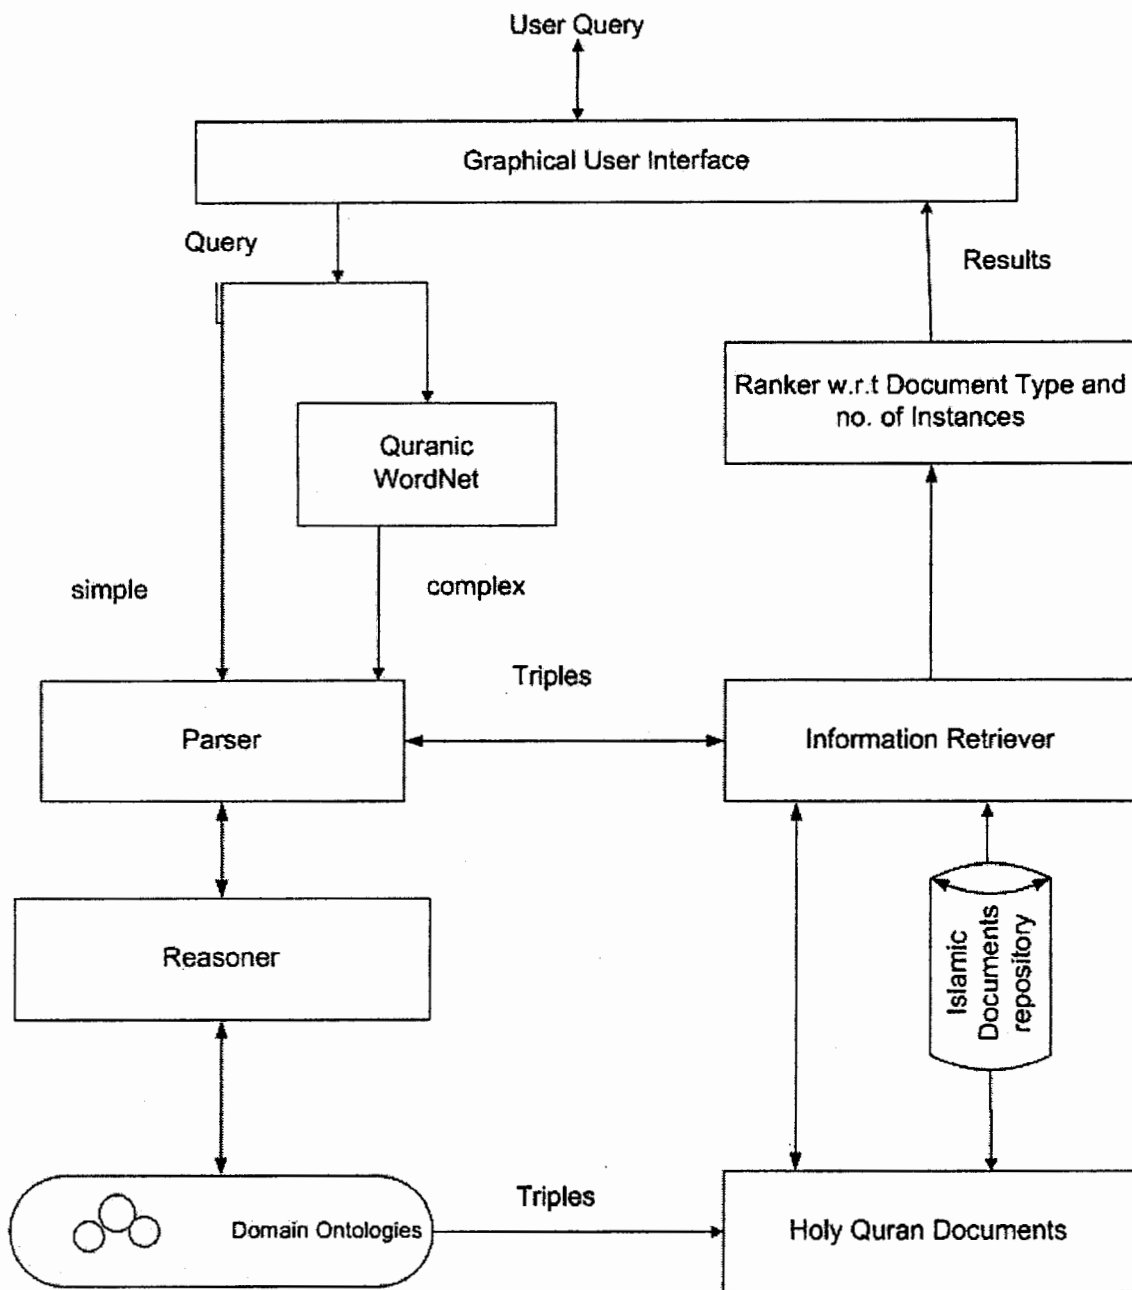 User Query
Graphical User Interface
Query
Results
Ranker w.r.t Document Type and
no. of Instances
Quranic
WordNet
simple
complex
Triples
Parser
Information Retriever
Reasoner
Islamic
Documents
repository
Triples
Domain Ontologies
Holy Quran Documents